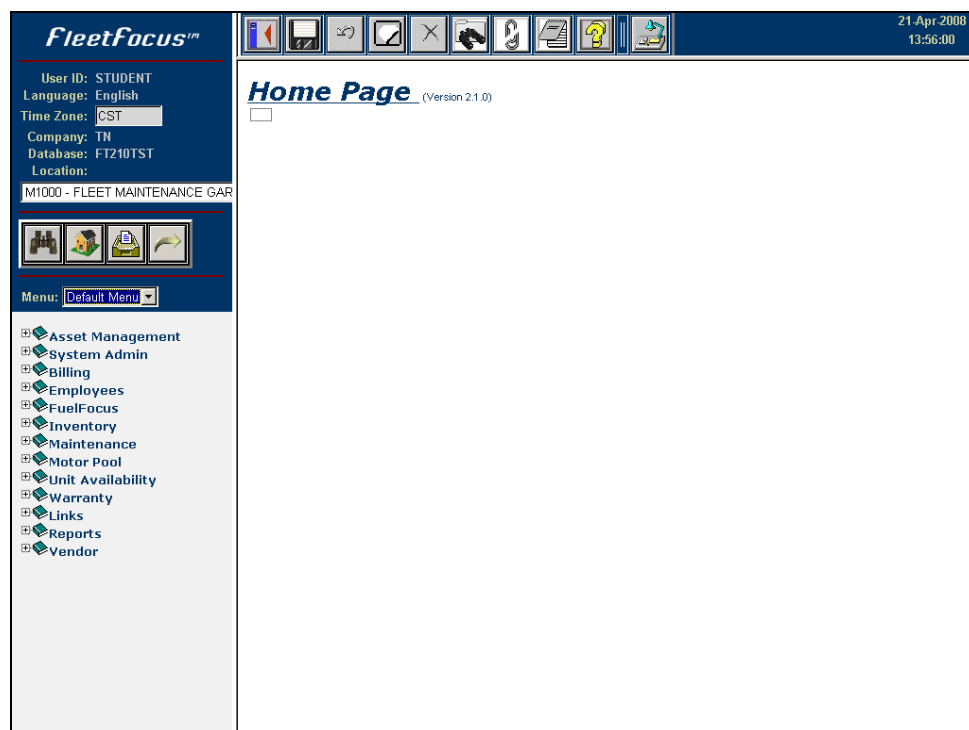 FleetFocus™
21-Apr-2008
13:56:00
User ID: STUDENT
Language: English
Time Zone: CST
Company: TN
Database: FT210TST
Location:
M1000 - FLEET MAINTENANCE GAR
Menu: Default Menu
Home Page (Version 2.1.0)
Asset Management
System Admin
Billing
Employees
FuelFocus
Inventory
Maintenance
Motor Pool
Unit Availability
Warranty
Links
Reports
Vendor